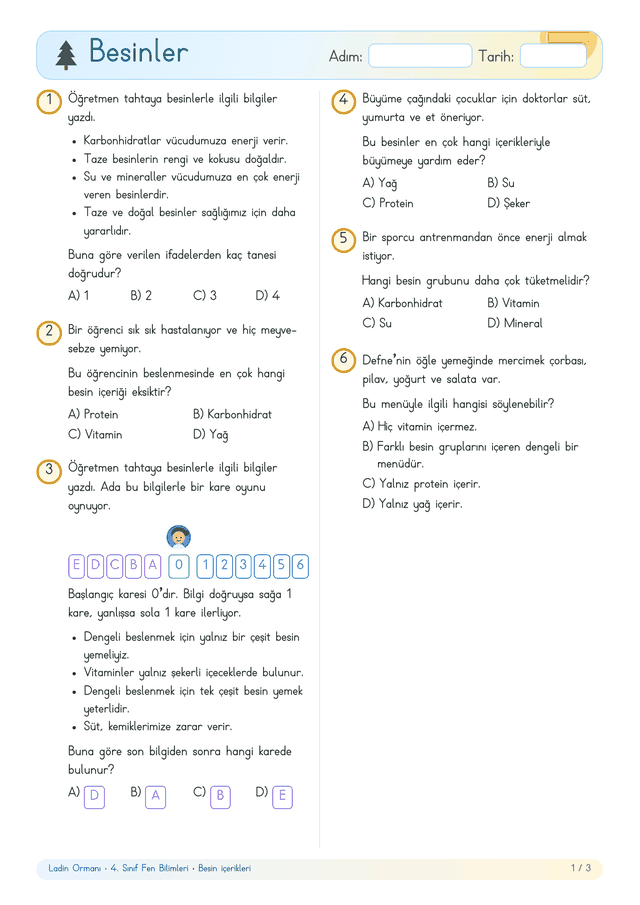 Besinler
Adım:
Tarih:
1
Öğretmen tahtaya besinlerle ilgili bilgiler
yazdı.
• Karbonhidratlar vücudumuza enerji verir.
• Taze besinlerin rengi ve kokusu doğaldır.
• Su ve mineraller vücudumuza en çok enerji
veren besinlerdir.
• Taze ve doğal besinler sağlığımız için daha
yararlıdır.
Buna göre verilen ifadelerden kaç tanesi
doğrudur?
A) 1 B) 2 C) 3 D) 4
2
Bir öğrenci sık sık hastalanıyor ve hiç meyve-
sebze yemiyor.
Bu öğrencinin beslenmesinde en çok hangi
besin içeriği eksiktir?
A) Protein B) Karbonhidrat
C) Vitamin D) Yağ
3
Öğretmen tahtaya besinlerle ilgili bilgiler
yazdı. Ada bu bilgilerle bir kare oyunu
oynuyor.
E D C B A 0 1 2 3 4 5 6
Başlangıç karesi 0’dır. Bilgi doğruysa sağa 1
kare, yanlışsa sola 1 kare ilerliyor.
• Dengeli beslenmek için yalnız bir çeşit besin
yemeliyiz.
• Vitaminler yalnız şekerli içeceklerde bulunur.
• Dengeli beslenmek için tek çeşit besin yemek
yeterlidir.
• Süt, kemiklerimize zarar verir.
Buna göre son bilgiden sonra hangi karede
bulunur?
A) D B) A C) B D) E
4
Büyüme çağındaki çocuklar için doktorlar süt,
yumurta ve et öneriyor.
Bu besinler en çok hangi içerikleriyle
büyümeye yardım eder?
A) Yağ B) Su
C) Protein D) Şeker
5
Bir sporcu antrenmandan önce enerji almak
istiyor.
Hangi besin grubunu daha çok tüketmelidir?
A) Karbonhidrat B) Vitamin
C) Su D) Mineral
6
Defne’nin öğle yemeğinde mercimek çorbası,
pilav, yoğurt ve salata var.
Bu menüyle ilgili hangisi söylenebilir?
A) Hiç vitamin içermez.
B) Farklı besin gruplarını içeren dengeli bir
menüdür.
C) Yalnız protein içerir.
D) Yalnız yağ içerir.
Ladin Ormanı · 4. Sınıf Fen Bilimleri · Besin içerikleri
1 / 3